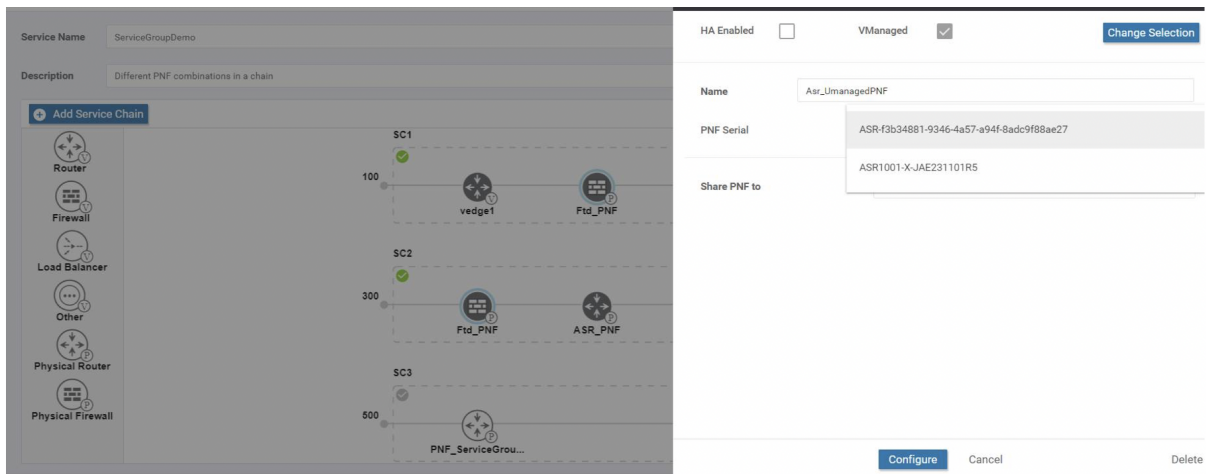 Service Name
ServiceGroupDemo
Description
Different PNF combinations in a chain
Add Service Chain
Router
V
Firewall
V
Load Balancer
V
Other
V
Physical Router
P
Physical Firewall
P
SC1
100
vedge1
V
Ftd_PNF
P
SC2
300
Ftd_PNF
P
ASR_PNF
P
SC3
500
PNF_ServiceGrou...
P
HA Enabled
VManaged
Change Selection
Name
Asr_UmanagedPNF
PNF Serial
ASR-f3b34881-9346-4a57-a94f-8adc9f88ae27
ASR1001-X-JAE231101R5
Share PNF to
Configure
Cancel
Delete